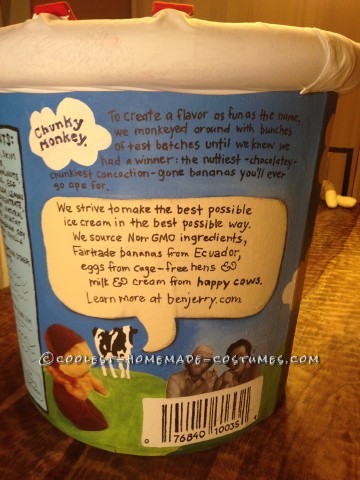 Chunky
Monkey.
To create a flavor as fun as the name,
we monkeyed around with bunches
of test batches until we knew we
had a winner: the nuttiest-chocolatey-
chunkiest concoction-gone bananas you'll ever
go ape for.
We strive to make the best possible
ice cream in the best possible way.
We source Non-GMO ingredients,
Fairtrade bananas from Ecuador,
eggs from cage-free hens &
milk & cream from happy cows.
Learn more at benjerry.com
© COOLEST-HOMEMADE-COSTUMES.COM
0 76840 10035 4